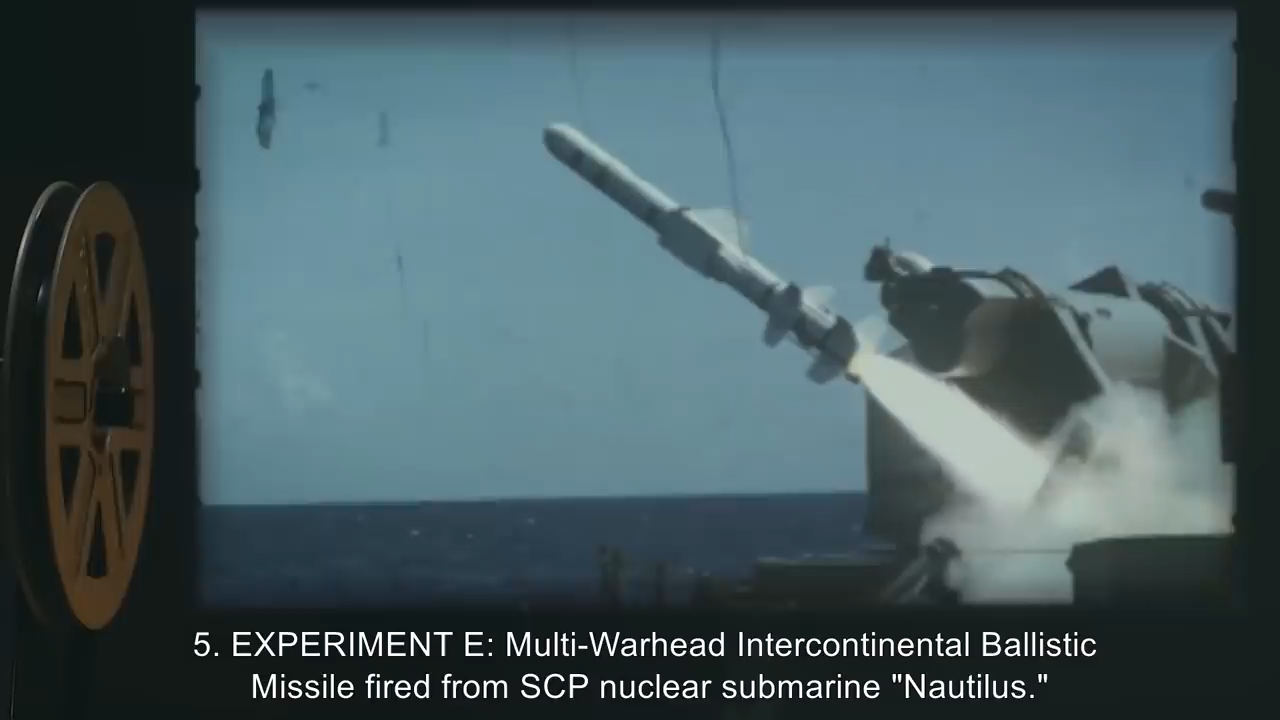 5. EXPERIMENT E: Multi-Warhead Intercontinental Ballistic
Missile fired from SCP nuclear submarine "Nautilus."